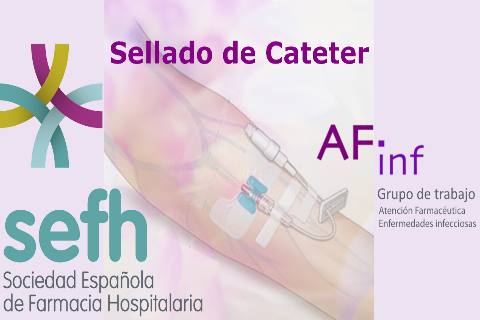 Sellado de Cateter
AFinf
Grupo de trabajo
Atención Farmacéutica
Enfermedades infecciosas
sefh
Sociedad Española
de Farmacia Hospitalaria